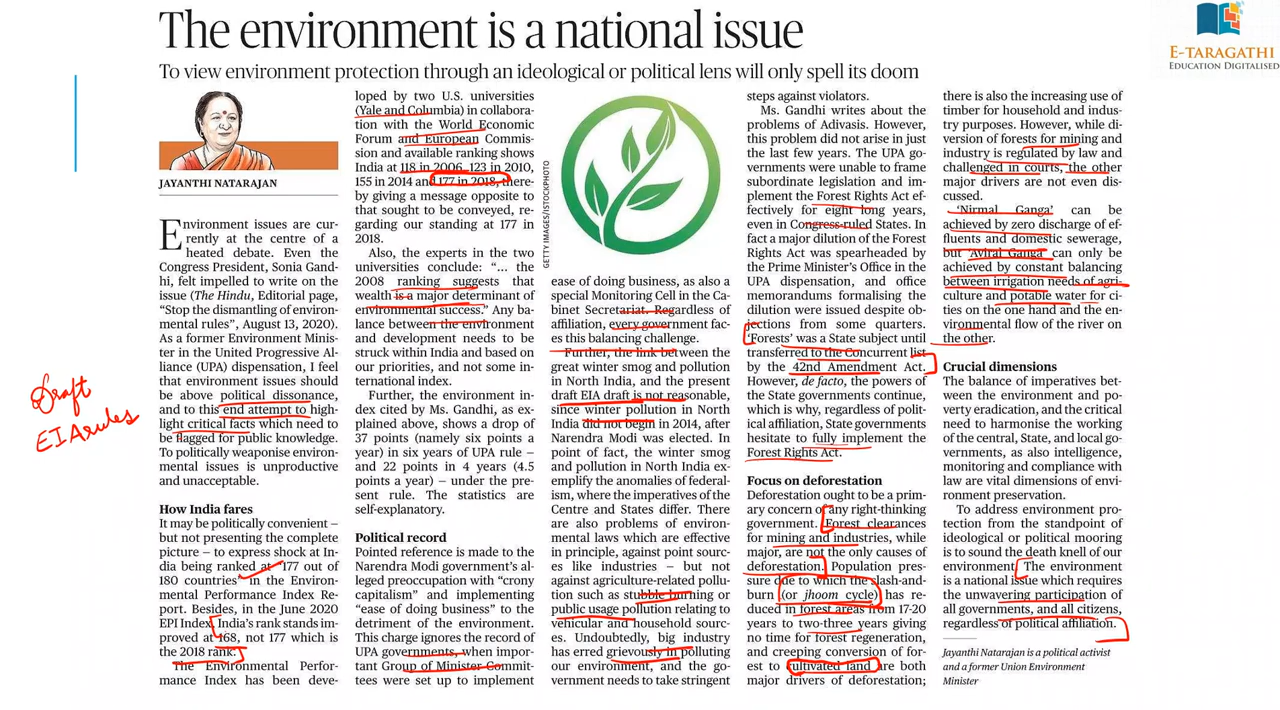 The environment is a national issue
To view environment protection through an ideological or political lens will only spell its doom
E-TARAGATHI
EDUCATION DIGITALISED
JAYANTHI NATARAJAN
Environment issues are cur-
rently at the centre of a
heated debate. Even the
Congress President, Sonia Gand-
hi, felt impelled to write on the
issue (The Hindu, Editorial page,
“Stop the dismantling of environ-
mental rules”, August 13, 2020).
As a former Environment Minis-
ter in the United Progressive Al-
liance (UPA) dispensation, I feel
that environment issues should
be above political dissonance,
and to this end attempt to high-
light critical facts which need to
be flagged for public knowledge.
To politically weaponise environ-
mental issues is unproductive
and unacceptable.
Draft
EIA rules
How India fares
It may be politically convenient –
but not presenting the complete
picture – to express shock at In-
dia being ranked at ‘177 out of
180 countries’ in the Environ-
mental Performance Index Re-
port. Besides, in the June 2020
EPI Index, India’s rank stands im-
proved at 168, not 177 which is
the 2018 rank.
The Environmental Perfor-
mance Index has been deve-
loped by two U.S. universities
(Yale and Columbia) in collabora-
tion with the World Economic
Forum and European Commis-
sion and available ranking shows
India at 118 in 2006, 123 in 2010,
155 in 2014 and 177 in 2018, there-
by giving a message opposite to
that sought to be conveyed, re-
garding our standing at 177 in
2018.
Also, the experts in the two
universities conclude: “... the
2008 ranking suggests that
wealth is a major determinant of
environmental success.” Any ba-
lance between the environment
and development needs to be
struck within India and based on
our priorities, and not some in-
ternational index.
Further, the environment in-
dex cited by Ms. Gandhi, as ex-
plained above, shows a drop of
37 points (namely six points a
year) in six years of UPA rule –
and 22 points in 4 years (4.5
points a year) – under the pre-
sent rule. The statistics are
self-explanatory.
Political record
Pointed reference is made to the
Narendra Modi government’s al-
leged preoccupation with “crony
capitalism” and implementing
“ease of doing business” to the
detriment of the environment.
This charge ignores the record of
UPA governments, when impor-
tant Group of Minister Commit-
tees were set up to implement
GETTY IMAGES/ISTOCKPHOTO
ease of doing business, as also a
special Monitoring Cell in the Ca-
binet Secretariat. Regardless of
affiliation, every government fac-
es this balancing challenge.
Further, the link between the
great winter smog and pollution
in North India, and the present
draft EIA draft is not reasonable,
since winter pollution in North
India did not begin in 2014, after
Narendra Modi was elected. In
point of fact, the winter smog
and pollution in North India ex-
emplify the anomalies of federal-
ism, where the imperatives of the
Centre and States differ. There
are also problems of environ-
mental laws which are effective
in principle, against point sourc-
es like industries – but not
against agriculture-related pollu-
tion such as stubble burning or
public usage pollution relating to
vehicular and household sourc-
es. Undoubtedly, big industry
has erred grievously in polluting
our environment, and the go-
vernment needs to take stringent
steps against violators.
Ms. Gandhi writes about the
problems of Adivasis. However,
this problem did not arise in just
the last few years. The UPA go-
vernments were unable to frame
subordinate legislation and im-
plement the Forest Rights Act ef-
fectively for eight long years,
even in Congress-ruled States. In
fact a major dilution of the Forest
Rights Act was spearheaded by
the Prime Minister’s Office in the
UPA dispensation, and office
memorandums formalising the
dilution were issued despite ob-
jections from some quarters.
‘Forests’ was a State subject until
transferred to the Concurrent list
by the 42nd Amendment Act.
However, de facto, the powers of
the State governments continue,
which is why, regardless of polit-
ical affiliation, State governments
hesitate to fully implement the
Forest Rights Act.
Focus on deforestation
Deforestation ought to be a prim-
ary concern of any right-thinking
government. Forest clearances
for mining and industries, while
major, are not the only causes of
deforestation. Population pres-
sure due to which the slash-and-
burn (or jhoom cycle) has re-
duced in forest areas from 17-20
years to two-three years giving
no time for forest regeneration,
and creeping conversion of for-
est to cultivated land are both
major drivers of deforestation;
there is also the increasing use of
timber for household and indus-
try purposes. However, while di-
version of forests for mining and
industry is regulated by law and
challenged in courts, the other
major drivers are not even dis-
cussed.
‘Nirmal Ganga’ can be
achieved by zero discharge of ef-
fluents and domestic sewerage,
but ‘Aviral Ganga’ can only be
achieved by constant balancing
between irrigation needs of agri-
culture and potable water for ci-
ties on the one hand and the en-
vironmental flow of the river on
the other.
Crucial dimensions
The balance of imperatives bet-
ween the environment and po-
verty eradication, and the critical
need to harmonise the working
of the central, State, and local go-
vernments, as also intelligence,
monitoring and compliance with
law are vital dimensions of envi-
ronment preservation.
To address environment pro-
tection from the standpoint of
ideological or political mooring
is to sound the death knell of our
environment. The environment
is a national issue which requires
the unwavering participation of
all governments, and all citizens,
regardless of political affiliation.
Jayanthi Natarajan is a political activist
and a former Union Environment
Minister